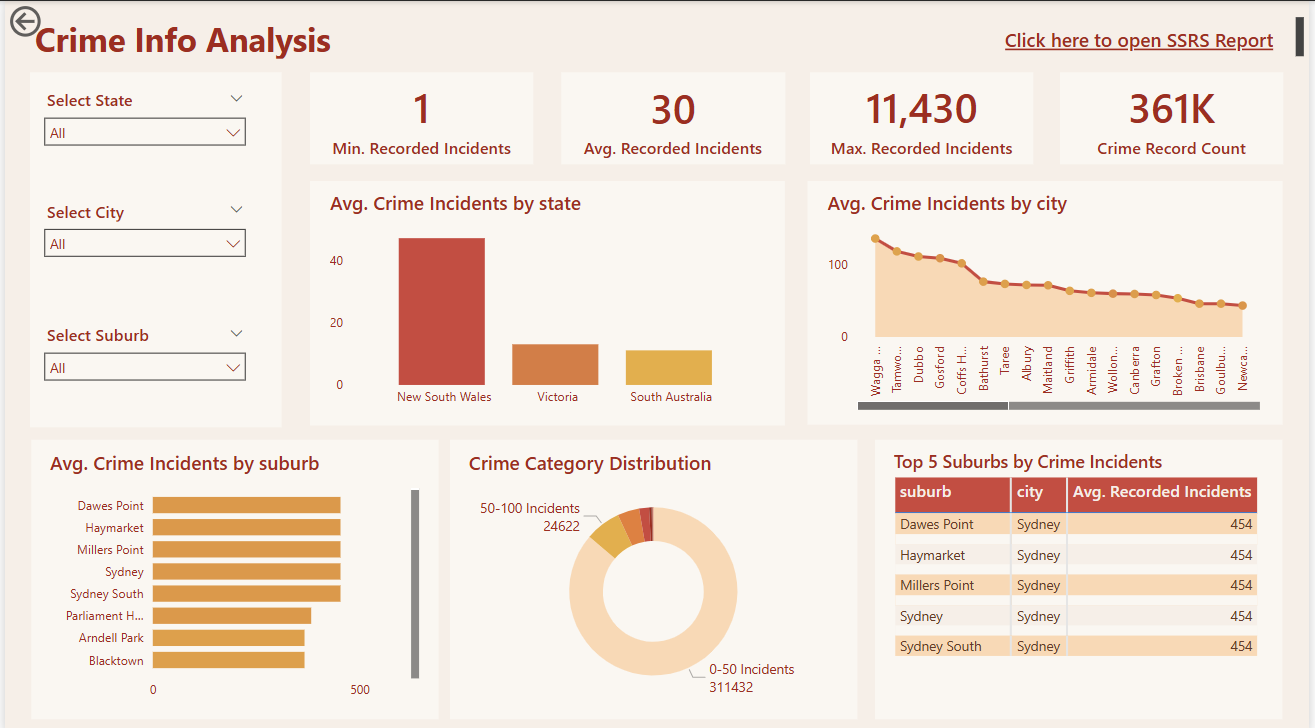 Crime Info Analysis
Click here to open SSRS Report
Select State
All
Select City
All
Select Suburb
All
1
Min. Recorded Incidents
30
Avg. Recorded Incidents
11,430
Max. Recorded Incidents
361K
Crime Record Count
Avg. Crime Incidents by state
40
20
0
New South Wales
Victoria
South Australia
Avg. Crime Incidents by city
100
0
Wagga ...
Tamwo...
Dubbo
Gosford
Coffs H...
Bathurst
Taree
Albury
Maitland
Griffith
Armidale
Wollon...
Canberra
Grafton
Broken ...
Brisbane
Goulbu...
Newca...
Avg. Crime Incidents by suburb
Dawes Point
Haymarket
Millers Point
Sydney
Sydney South
Parliament H...
Arndell Park
Blacktown
0 500
Crime Category Distribution
50-100 Incidents
24622
0-50 Incidents
311432
Top 5 Suburbs by Crime Incidents
suburb city Avg. Recorded Incidents
Dawes Point Sydney 454
Haymarket Sydney 454
Millers Point Sydney 454
Sydney Sydney 454
Sydney South Sydney 454